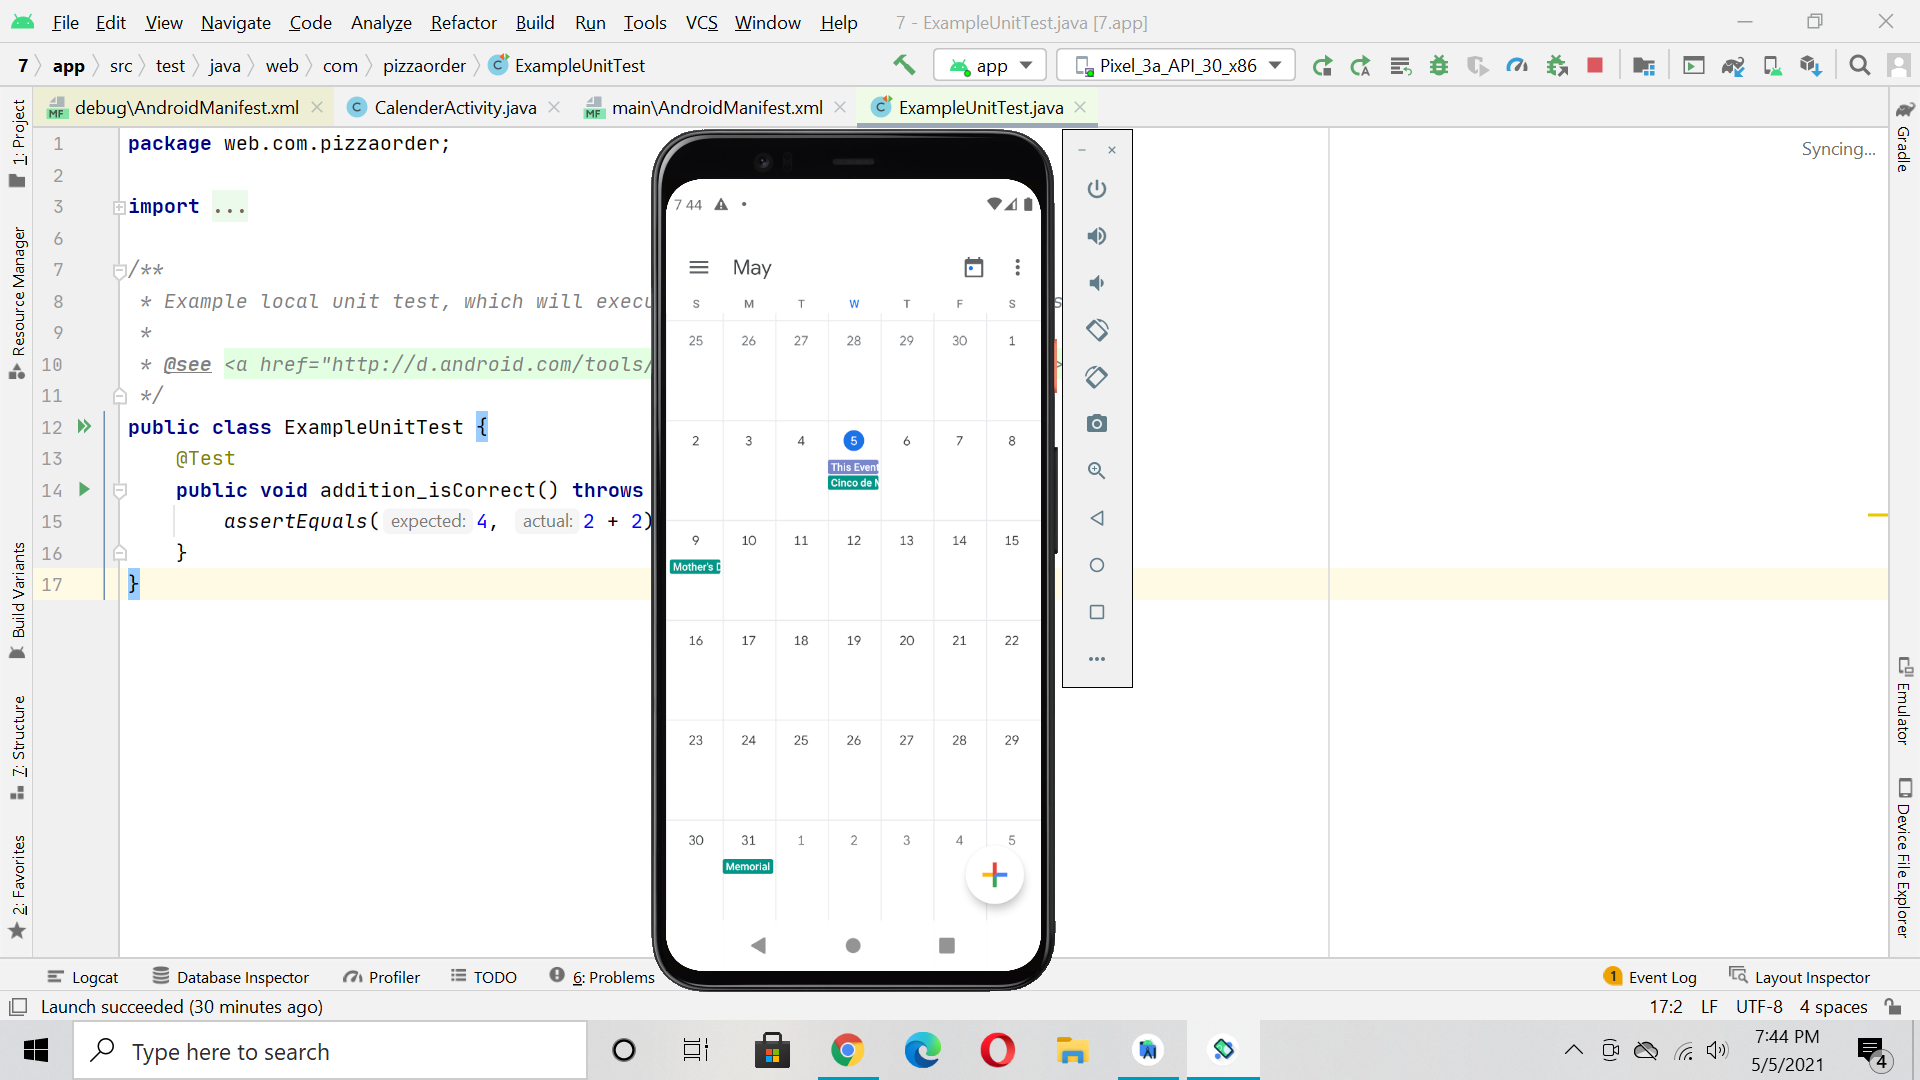 File Edit View Navigate Code Analyze Refactor Build Run Tools VCS Window Help 7 - ExampleUnitTest.java [7.app]
7 app src test java web com pizzaorder ExampleUnitTest app Pixel_3a_API_30_x86
debug\AndroidManifest.xml CalenderActivity.java main\AndroidManifest.xml ExampleUnitTest.java
1: Project
Resource Manager
Build Variants
7: Structure
2: Favorites
Gradle
Emulator
Device File Explorer
Syncing...
1 package web.com.pizzaorder;
2
3 import ...
6
7 /**
8 * Example local unit test, which will execu
9 *
10 * @see <a href="http://d.android.com/tools/
11 */
12 public class ExampleUnitTest {
13 @Test
14 public void addition_isCorrect() throws
15 assertEquals( expected: 4, actual: 2 + 2)
16 }
17 }
7 44
May
S M T W T F S
25 26 27 28 29 30 1
2 3 4 5 6 7 8
This Event
Cinco de M
9 10 11 12 13 14 15
Mother's D
16 17 18 19 20 21 22
23 24 25 26 27 28 29
30 31 1 2 3 4 5
Memorial
Logcat Database Inspector Profiler TODO 6: Problems 1 Event Log Layout Inspector
Launch succeeded (30 minutes ago) 17:2 LF UTF-8 4 spaces
Type here to search
7:44 PM
5/5/2021
4